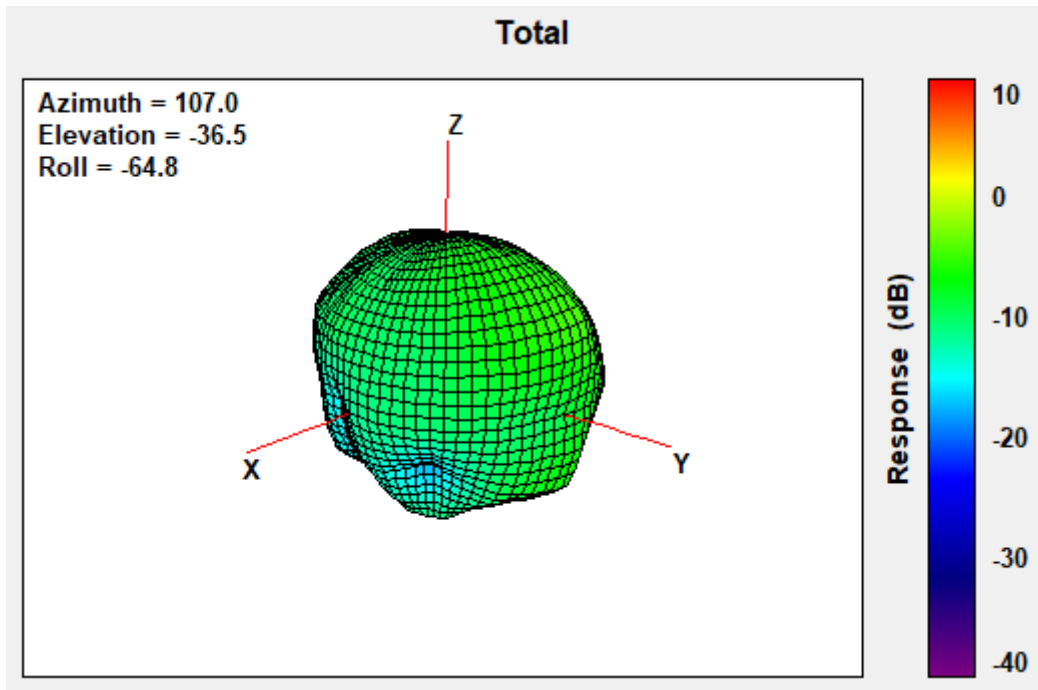 Total
Azimuth = 107.0
Elevation = -36.5
Roll = -64.8
Z
X
Y
Response (dB)
10
0
-10
-20
-30
-40